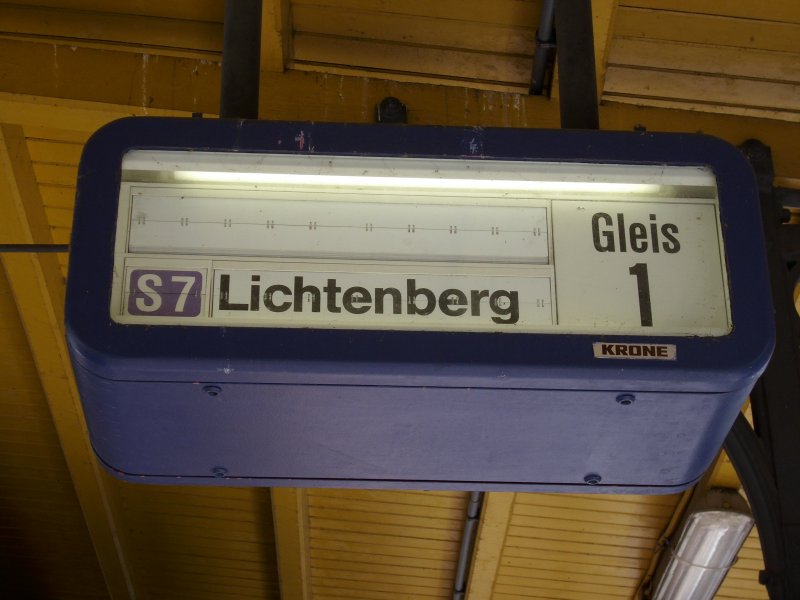 Gleis
1
S7 Lichtenberg
KRONE